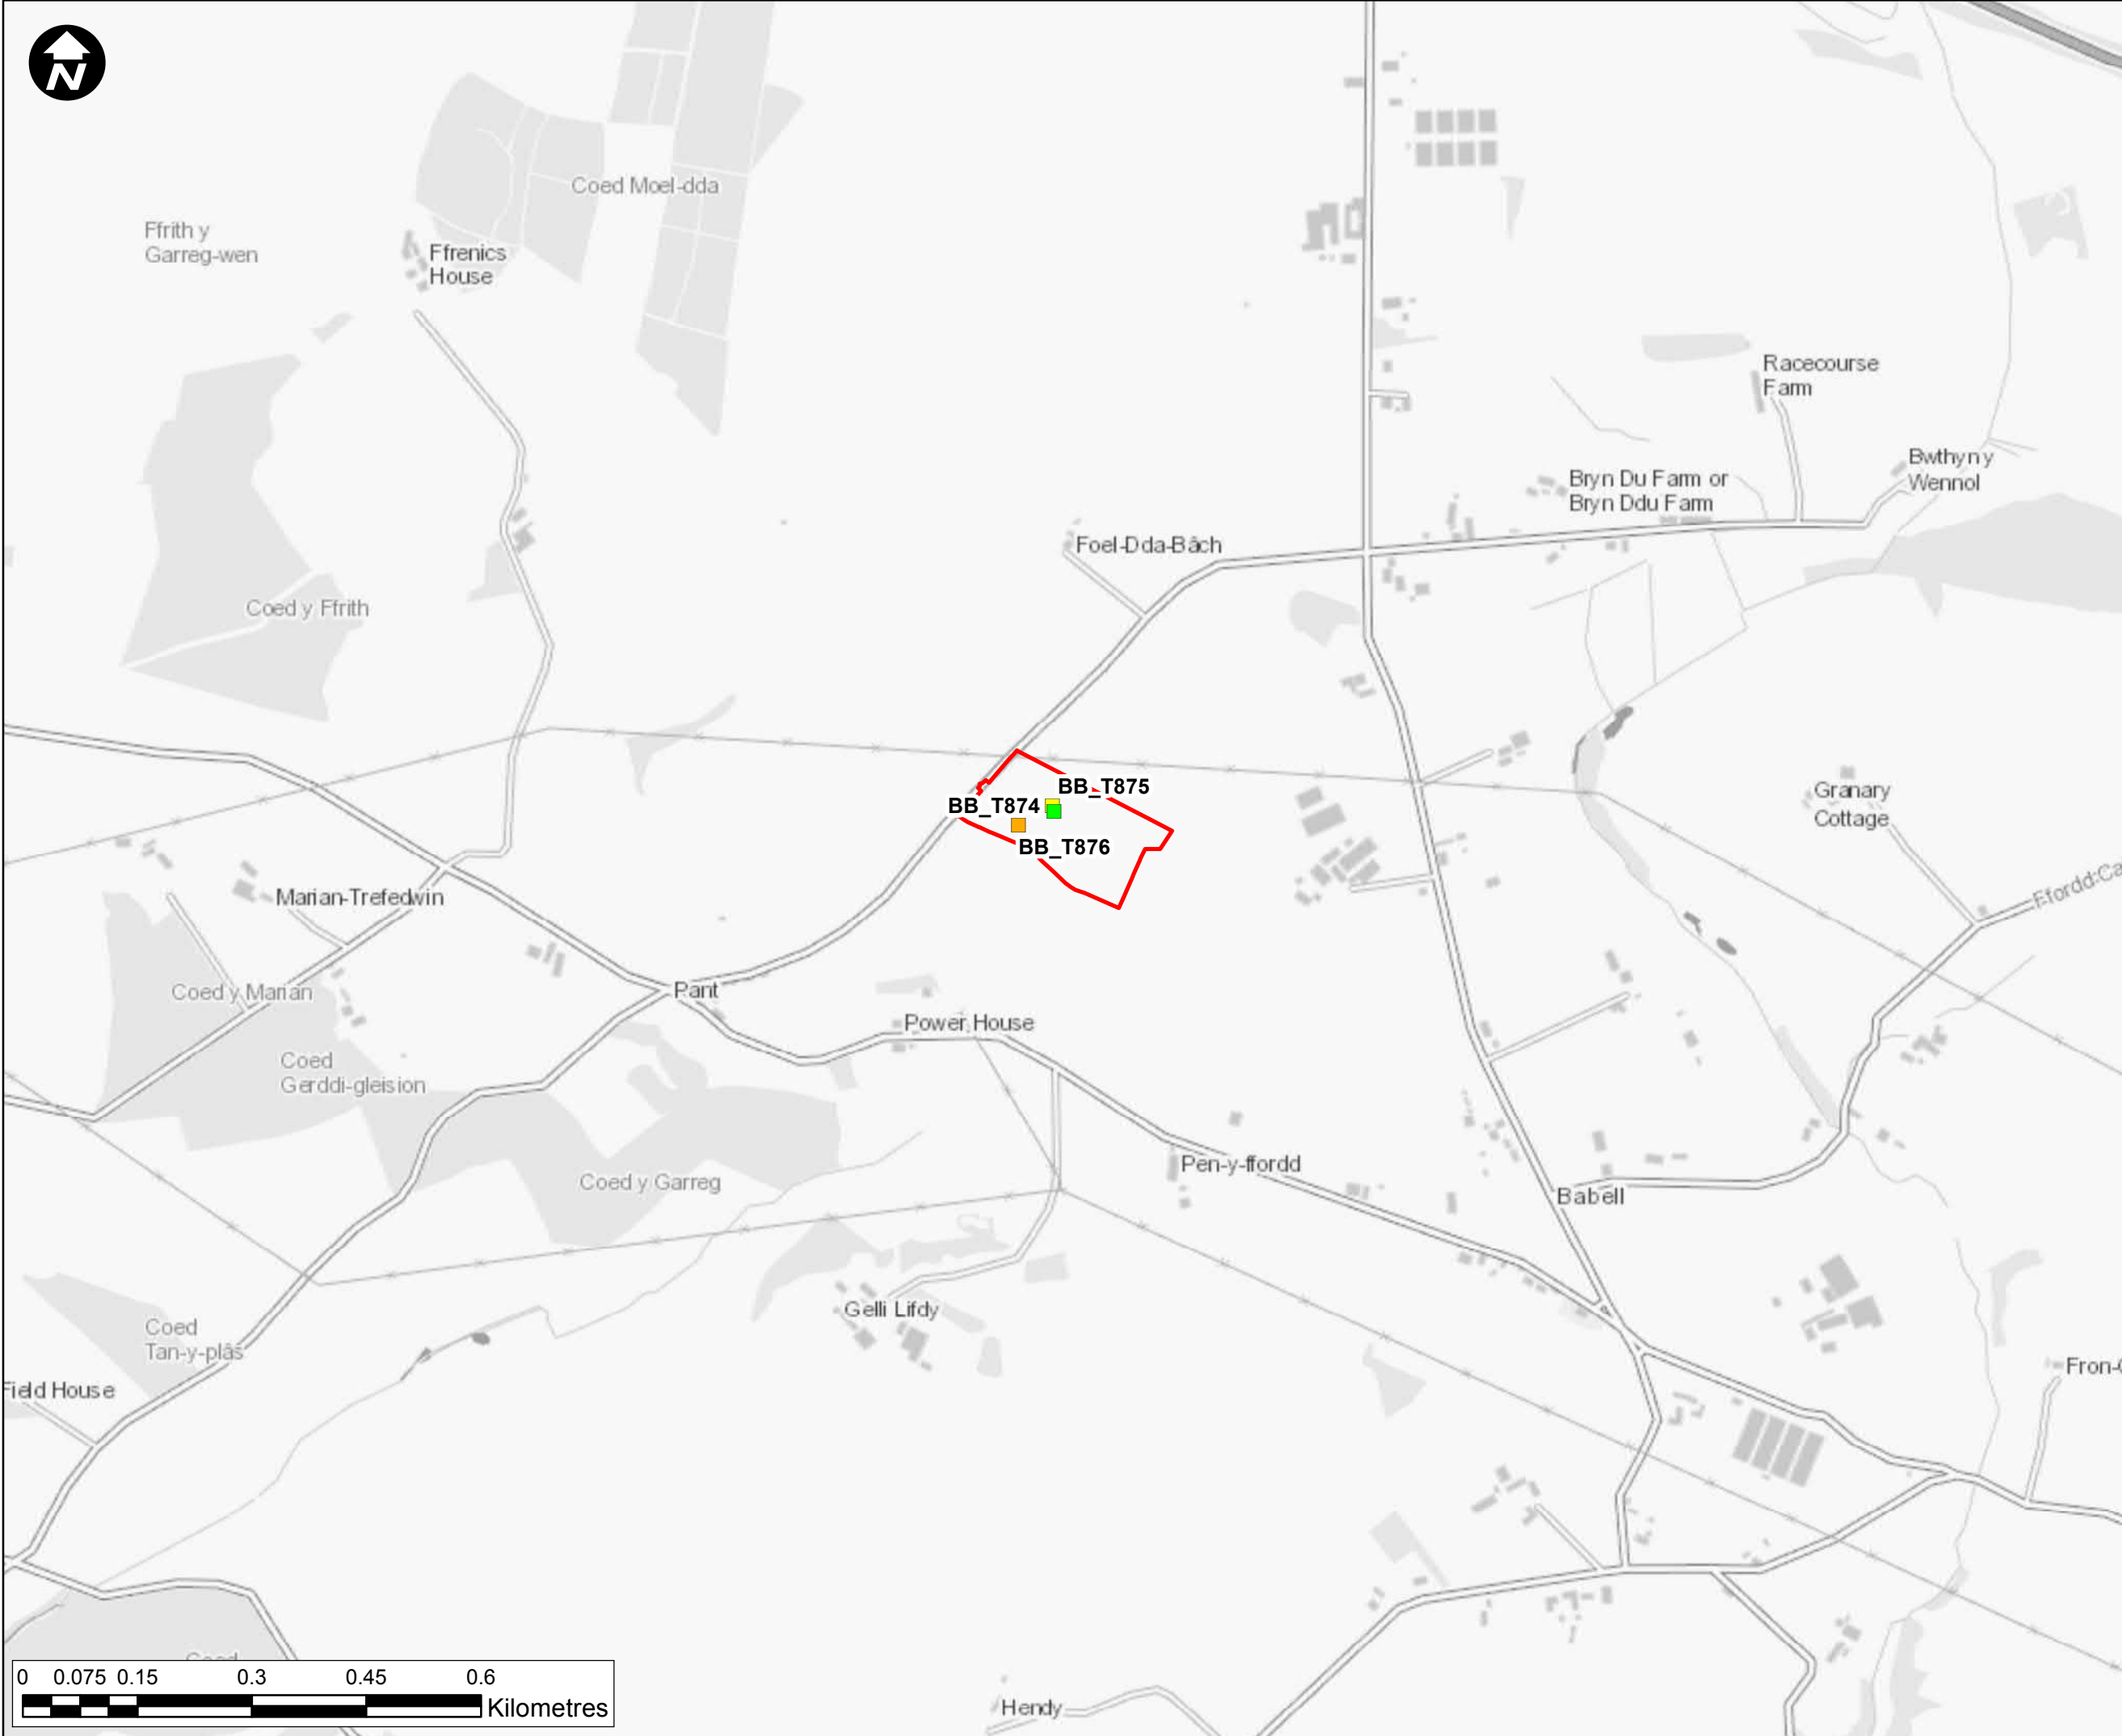 N
Coed Moel-dda
Ffrith y
Garreg-wen
Ffrenics
House
Racecourse
Farm
Bwthyn y
Wennol
Bryn Du Farm or
Bryn Ddu Farm
Foel-Dda-Bâch
Coed y Ffrith
BB_T875
BB_T874
BB_T876
Granary
Cottage
Ffordd-Ca
Marian-Trefedwin
Coed y Marian
Pant
Power House
Coed
Gerddi-gleision
Coed y Garreg
Pen-y-ffordd
Babell
Gelli Lifdy
Coed
Tan-y-plâs
Field House
Fron-
Coed
0 0.075 0.15 0.3 0.45 0.6
Kilometres
Hendy